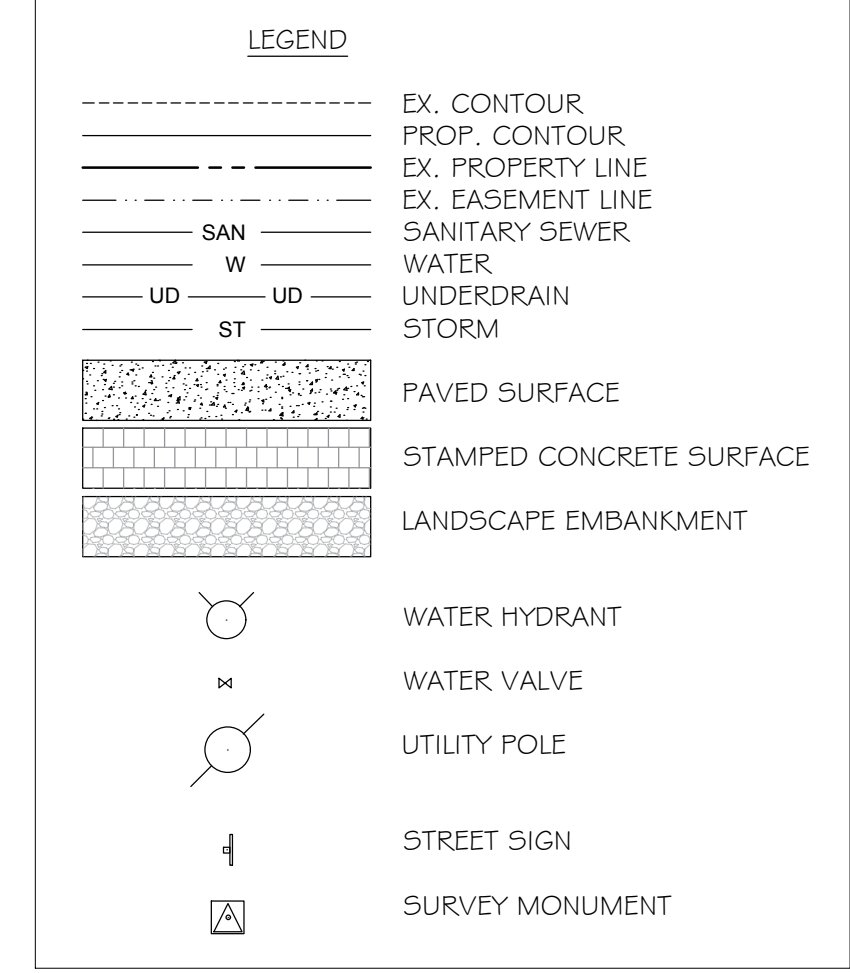 LEGEND
EX. CONTOUR
PROP. CONTOUR
EX. PROPERTY LINE
EX. EASEMENT LINE
SAN SANITARY SEWER
W WATER
UD UD UNDERDRAIN
ST STORM
PAVED SURFACE
STAMPED CONCRETE SURFACE
LANDSCAPE EMBANKMENT
WATER HYDRANT
WATER VALVE
UTILITY POLE
STREET SIGN
SURVEY MONUMENT